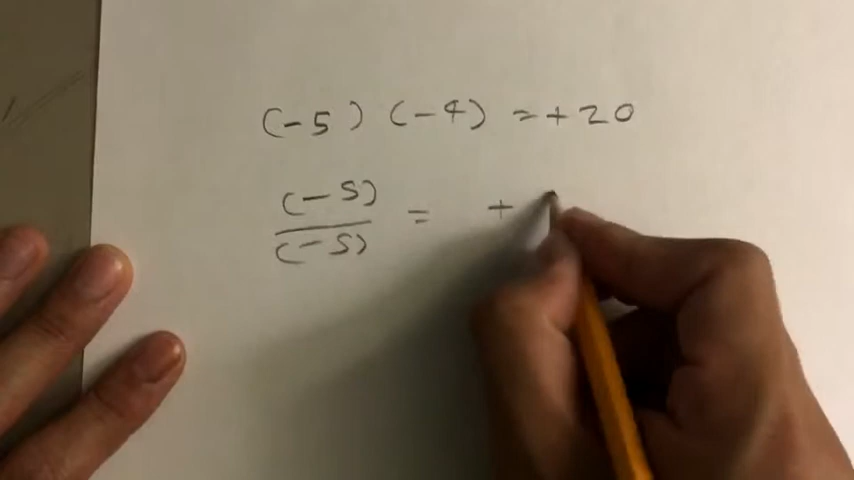 (-5) (-4) = +20
(-5)
(-5) = +